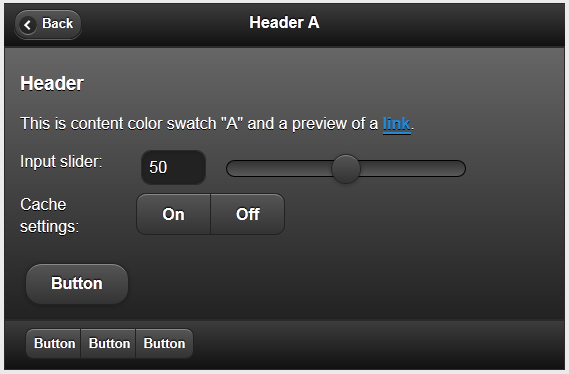 Back
Header A
Header
This is content color swatch "A" and a preview of a link.
Input slider:
50
Cache
settings:
On
Off
Button
Button Button Button